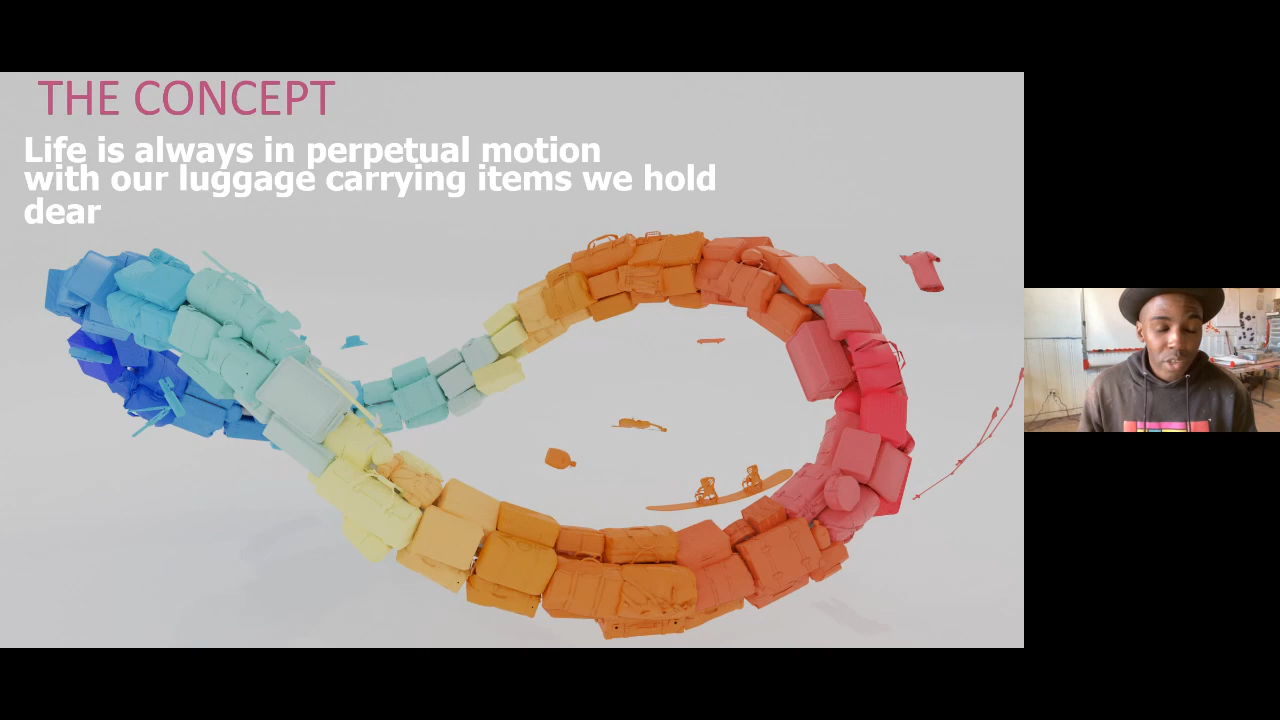 THE CONCEPT
Life is always in perpetual motion
with our luggage carrying items we hold
dear